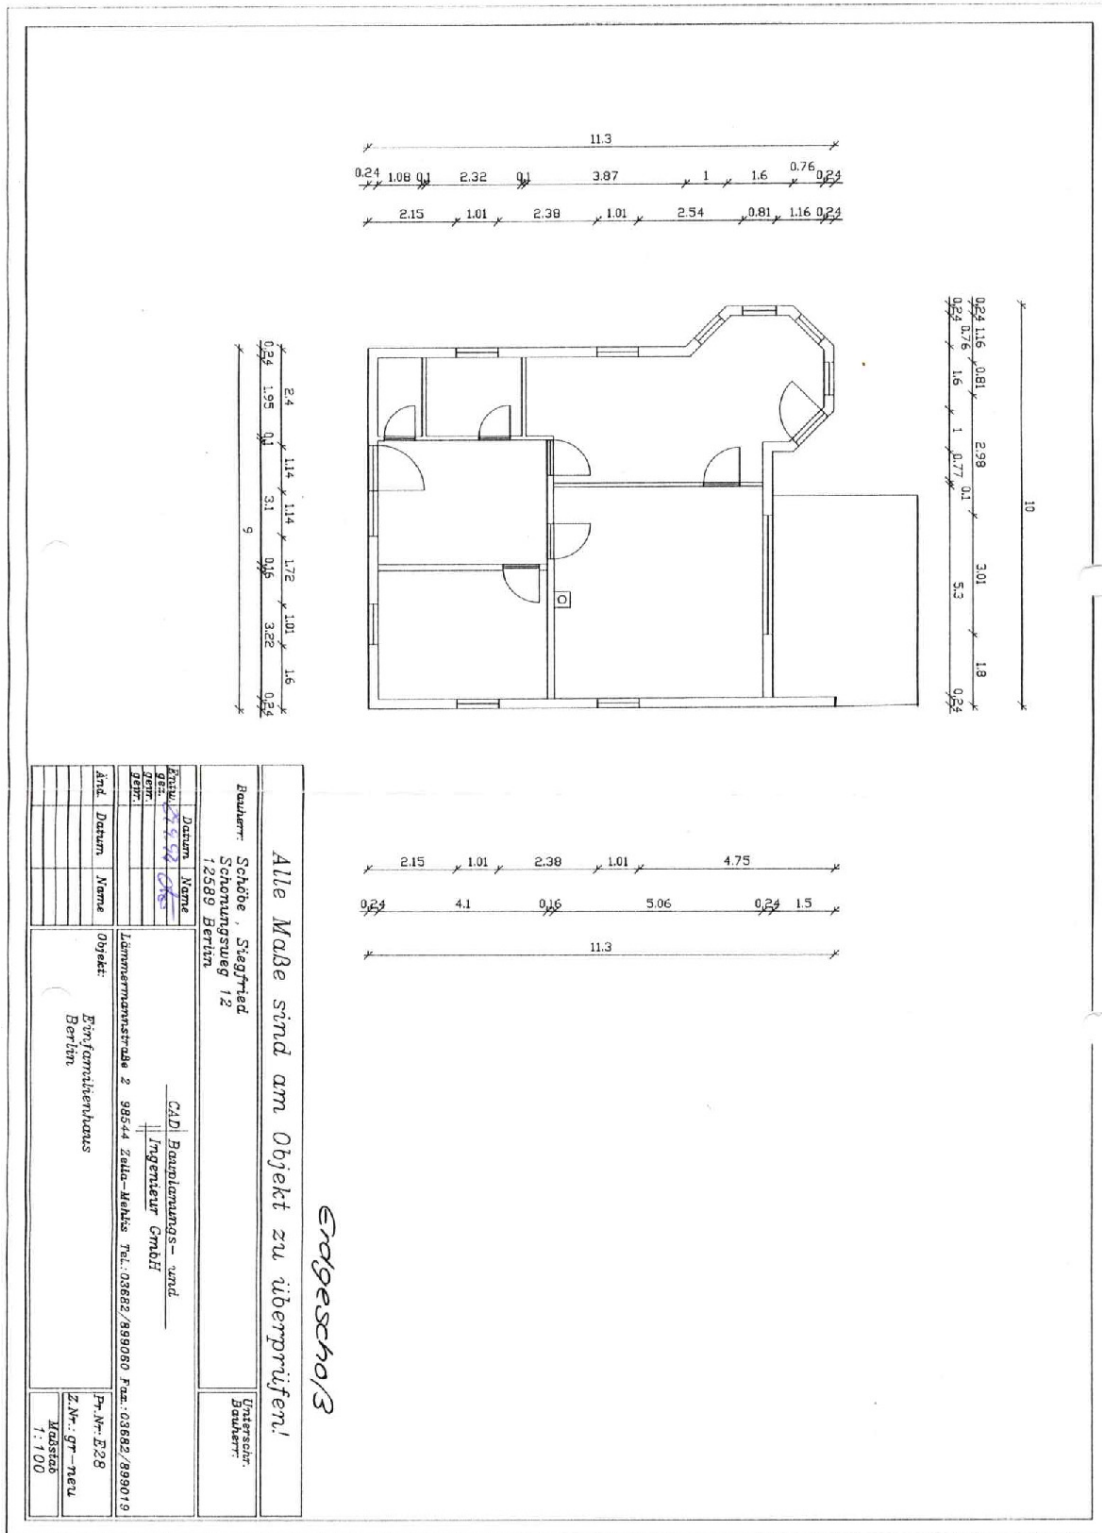 11.3
0.24 1.08 0.1 2.32 0.1 3.87 1 1.6 0.76 0.24
2.15 1.01 2.38 1.01 2.54 0.81 1.16 0.24
0.24 1.16 0.81 2.98 3.01 1.8
0.24 0.76 1.6 1 0.77 0.1 5.3 0.24
10
2.4 1.14 1.14 1.72 1.01 1.6
0.24 1.95 0.1 3.1 0.16 3.22 0.24
9
2.15 1.01 2.38 1.01 4.75
0.24 4.1 0.16 5.06 0.24 1.5
11.3
Erdgeschoß
Alle Maße sind am Objekt zu überprüfen!
Bauherr: Schöbe , Siegfried
Schonungsweg 12
12589 Berlin
Unterschr.
Bauherr:
Datum Name
Entw.
gez.
gepr.
gepr.
Änd. Datum Name
CAD Bauplanungs- und
Ingenieur GmbH
Lämmermannstraße 2 98544 Zella-Mehlis Tel.:03682/899060 Fax.:03682/899019
Objekt:
Einfamilienhaus
Berlin
Pr.Nr: E28
Z.Nr.: gr-neu
Maßstab
1:100